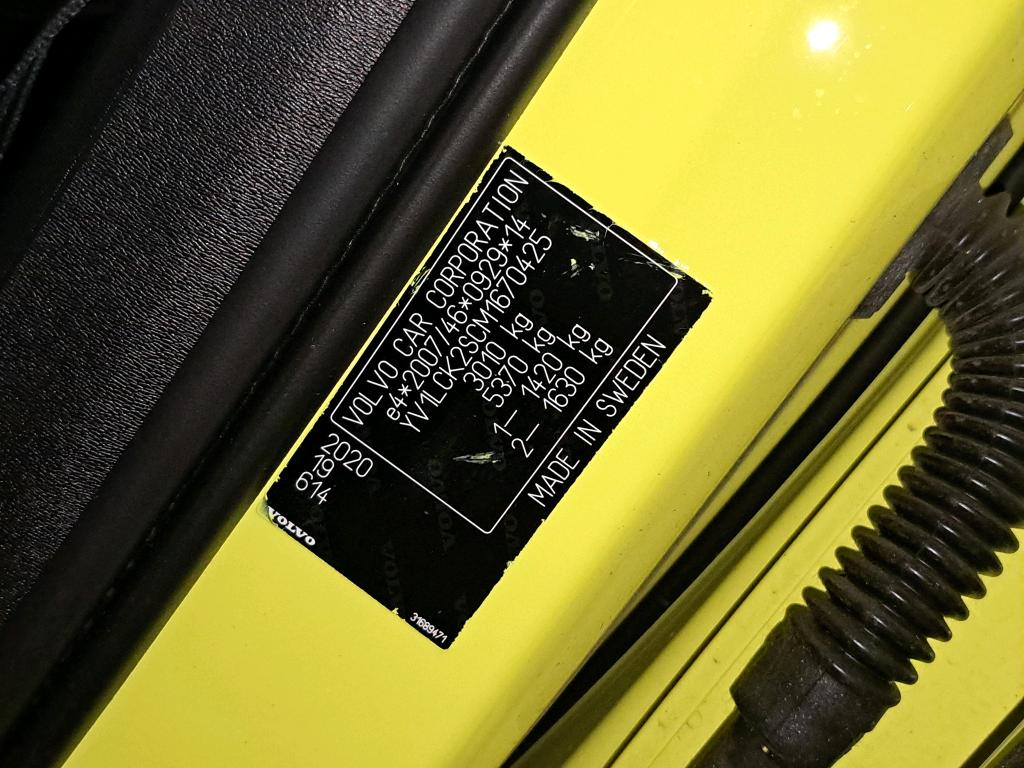 VOLVO CAR CORPORATION
e4*2007/46*0929*14
YV1LCK2SCM1670425
3010 kg
5370 kg
1– 1420 kg
2– 1630 kg
MADE IN SWEDEN
2020
19
614
VOLVO
31689471